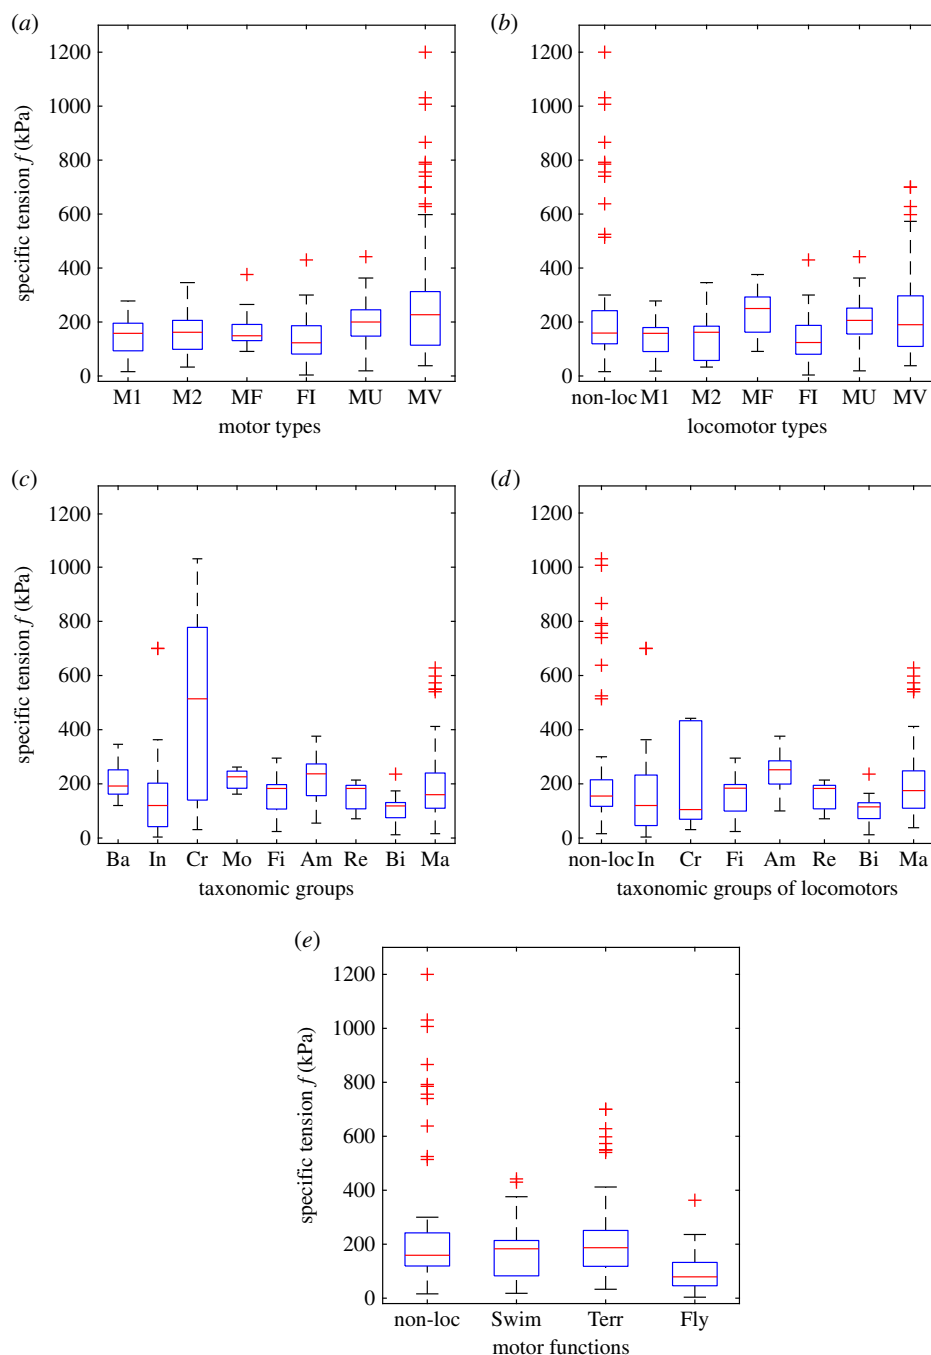 (a)
1200
1000
800
600
400
200
0
specific tension f (kPa)
M1 M2 MF FI MU MV
motor types
(b)
1200
1000
800
600
400
200
0
non-loc M1 M2 MF FI MU MV
locomotor types
(c)
1200
1000
800
600
400
200
0
specific tension f (kPa)
Ba In Cr Mo Fi Am Re Bi Ma
taxonomic groups
(d)
1200
1000
800
600
400
200
0
non-loc In Cr Fi Am Re Bi Ma
taxonomic groups of locomotors
(e)
1200
1000
800
600
400
200
0
specific tension f (kPa)
non-loc Swim Terr Fly
motor functions